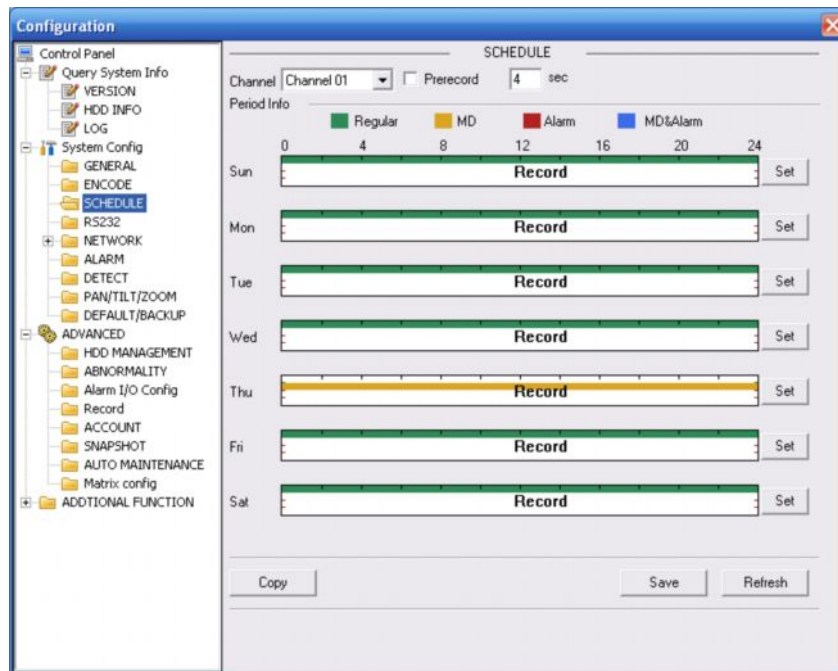 Configuration
Control Panel
Query System Info
VERSION
HDD INFO
LOG
System Config
GENERAL
ENCODE
SCHEDULE
RS232
NETWORK
ALARM
DETECT
PAN/TILT/ZOOM
DEFAULT/BACKUP
ADVANCED
HDD MANAGEMENT
ABNORMALITY
Alarm I/O Config
Record
ACCOUNT
SNAPSHOT
AUTO MAINTENANCE
Matrix config
ADDTIONAL FUNCTION
SCHEDULE
Channel Channel 01 Prerecord 4 sec
Period Info
Regular MD Alarm MD&Alarm
0 4 8 12 16 20 24
Sun Record Set
Mon Record Set
Tue Record Set
Wed Record Set
Thu Record Set
Fri Record Set
Sat Record Set
Copy Save Refresh